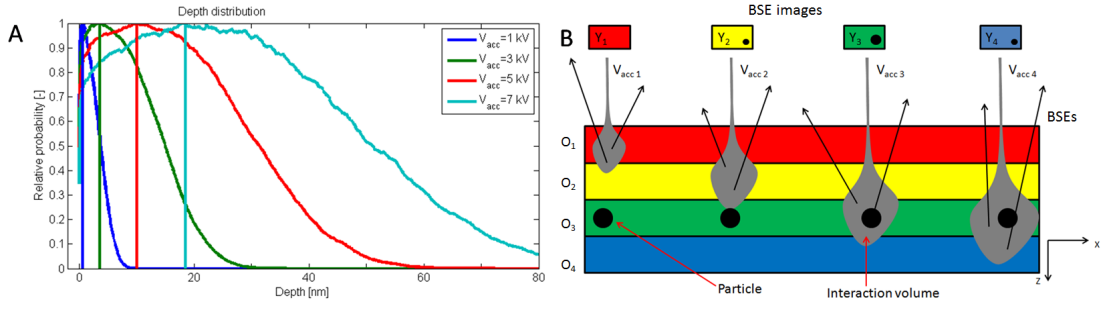 A
Depth distribution
Relative probability [-]
1
0.9
0.8
0.7
0.6
0.5
0.4
0.3
0.2
0.1
0
0
20
40
60
80
Depth [nm]
V_acc=1 kV
V_acc=3 kV
V_acc=5 kV
V_acc=7 kV
B
BSE images
Y₁
Y₂
Y₃
Y₄
V_acc 1
V_acc 2
V_acc 3
V_acc 4
BSEs
O₁
O₂
O₃
O₄
x
z
Particle
Interaction volume